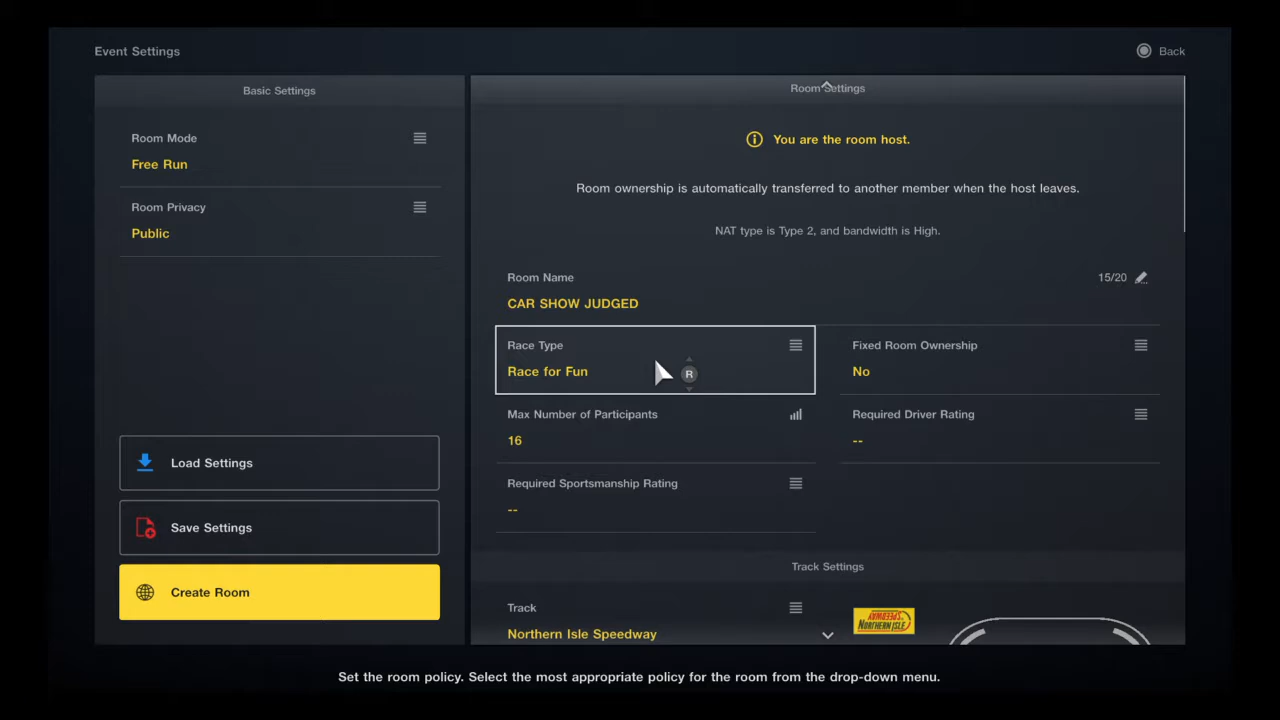 Event Settings
Back
Basic Settings
Room Mode
Free Run
Room Privacy
Public
Load Settings
Save Settings
Create Room
Room Settings
You are the room host.
Room ownership is automatically transferred to another member when the host leaves.
NAT type is Type 2, and bandwidth is High.
Room Name
15/20
CAR SHOW JUDGED
Race Type
Race for Fun
R
Fixed Room Ownership
No
Max Number of Participants
16
Required Driver Rating
--
Required Sportsmanship Rating
--
Track Settings
Track
Northern Isle Speedway
SPEEDWAY
NORTHERN ISLE
Set the room policy. Select the most appropriate policy for the room from the drop-down menu.